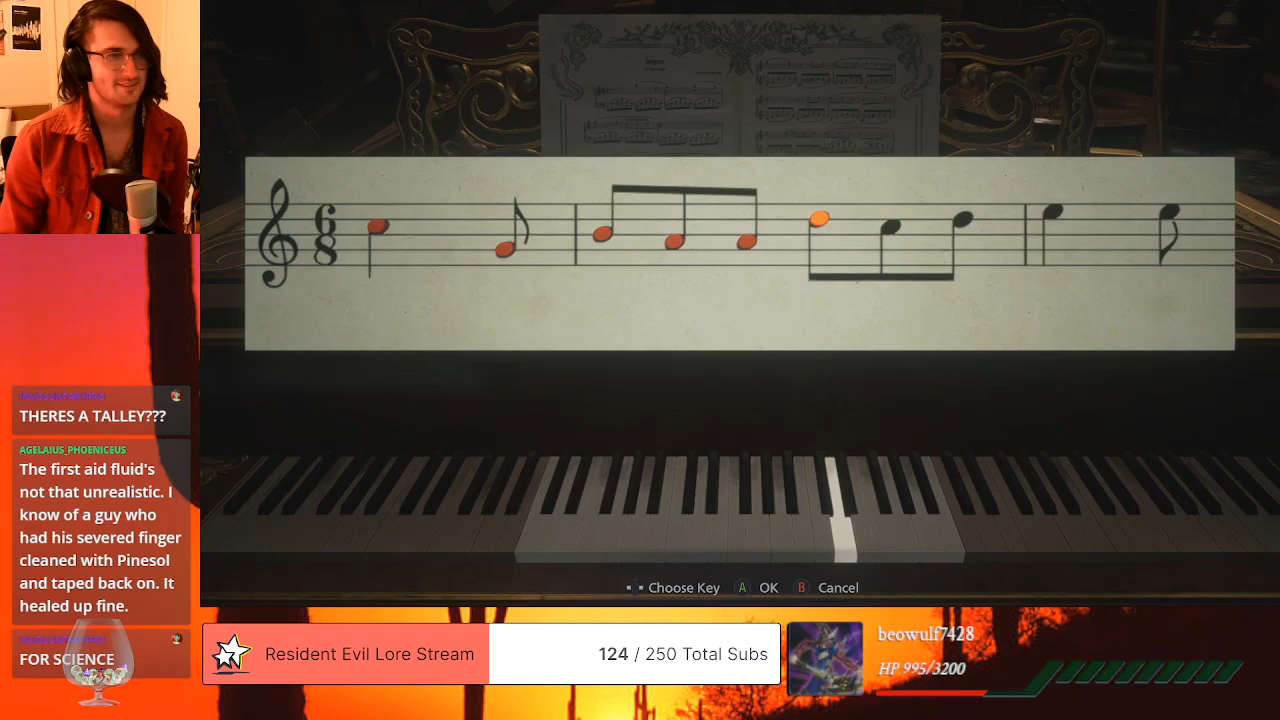 6
8
THERES A TALLEY???
AGELAIUS_PHOENICEUS
The first aid fluid's
not that unrealistic. I
know of a guy who
had his severed finger
cleaned with Pinesol
and taped back on. It
healed up fine.
FOR SCIENCE
Choose Key A OK B Cancel
Resident Evil Lore Stream 124 / 250 Total Subs
beowulf7428
HP 995/3200